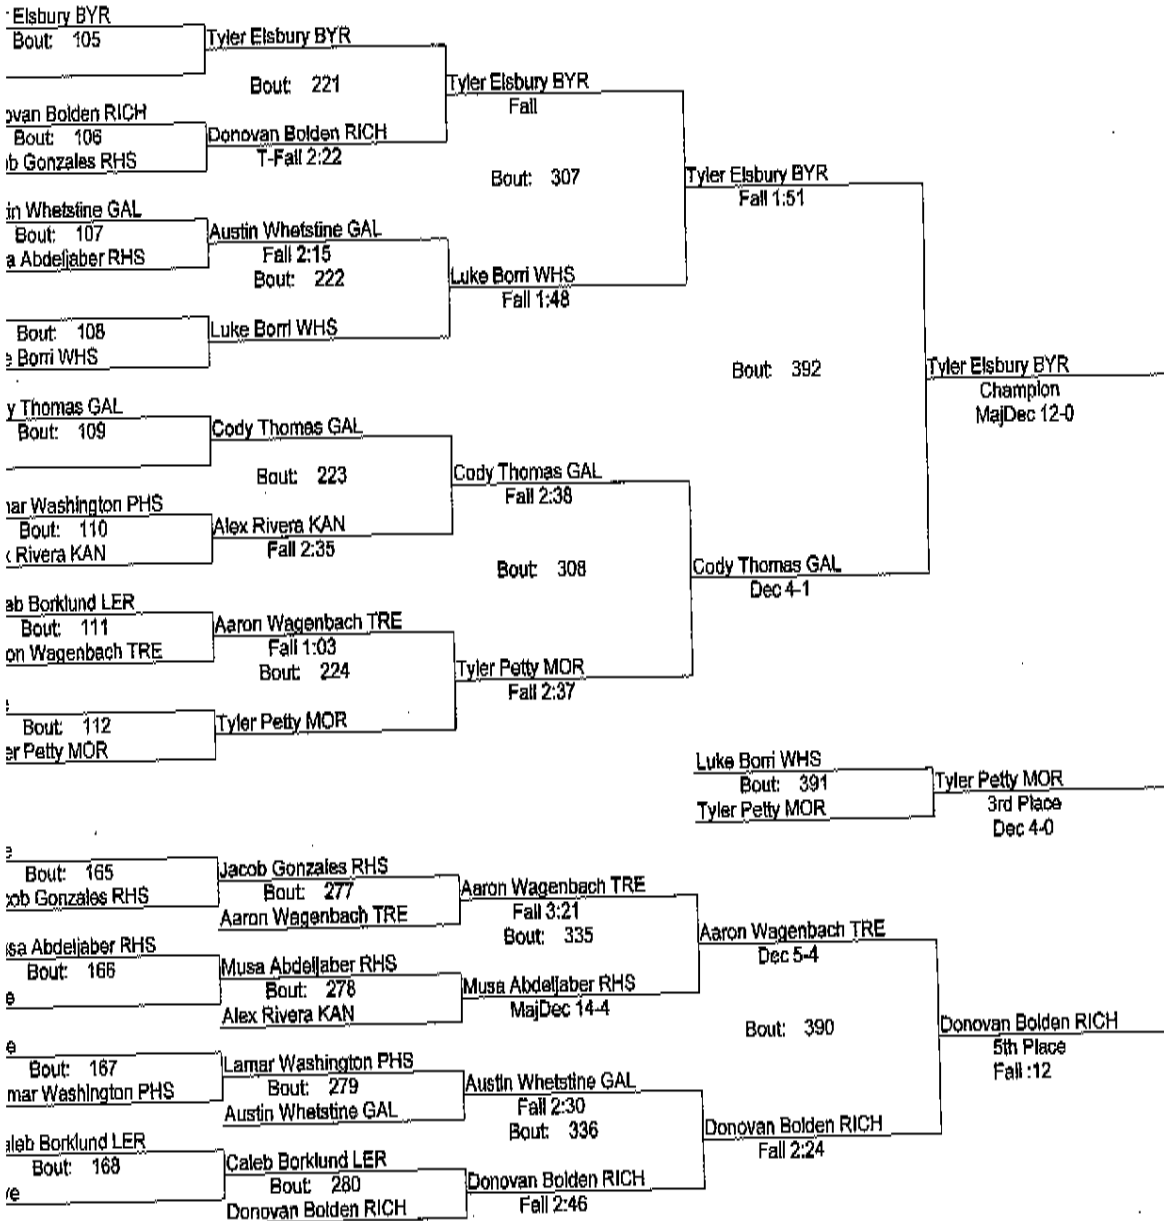 Elsbury BYR
Bout: 105
Tyler Elsbury BYR
Bout: 221
Tyler Elsbury BYR
Fall
ovan Bolden RICH
Bout: 106
ob Gonzales RHS
Donovan Bolden RICH
T-Fall 2:22
Bout: 307
Tyler Elsbury BYR
Fall 1:51
tin Whetstine GAL
Bout: 107
a Abdeljaber RHS
Austin Whetstine GAL
Fall 2:15
Bout: 222
Luke Borri WHS
Fall 1:48
Bout: 108
e Borri WHS
Luke Borri WHS
Bout: 392
Tyler Elsbury BYR
Champion
MajDec 12-0
y Thomas GAL
Bout: 109
Cody Thomas GAL
Bout: 223
Cody Thomas GAL
Fall 2:38
mar Washington PHS
Bout: 110
x Rivera KAN
Alex Rivera KAN
Fall 2:35
Bout: 308
Cody Thomas GAL
Dec 4-1
eb Borklund LER
Bout: 111
on Wagenbach TRE
Aaron Wagenbach TRE
Fall 1:03
Bout: 224
Tyler Petty MOR
Fall 2:37
e
Bout: 112
er Petty MOR
Tyler Petty MOR
Luke Borri WHS
Bout: 391
Tyler Petty MOR
Tyler Petty MOR
3rd Place
Dec 4-0
e
Bout: 165
cob Gonzales RHS
Jacob Gonzales RHS
Bout: 277
Aaron Wagenbach TRE
Aaron Wagenbach TRE
Fall 3:21
Bout: 335
Aaron Wagenbach TRE
Dec 5-4
usa Abdeljaber RHS
Bout: 166
e
Musa Abdeljaber RHS
Bout: 278
Alex Rivera KAN
Musa Abdeljaber RHS
MajDec 14-4
Bout: 390
Donovan Bolden RICH
5th Place
Fall :12
e
Bout: 167
mar Washington PHS
Lamar Washington PHS
Bout: 279
Austin Whetstine GAL
Austin Whetstine GAL
Fall 2:30
Bout: 336
Donovan Bolden RICH
Fall 2:24
aleb Borklund LER
Bout: 168
ye
Caleb Borklund LER
Bout: 280
Donovan Bolden RICH
Donovan Bolden RICH
Fall 2:46